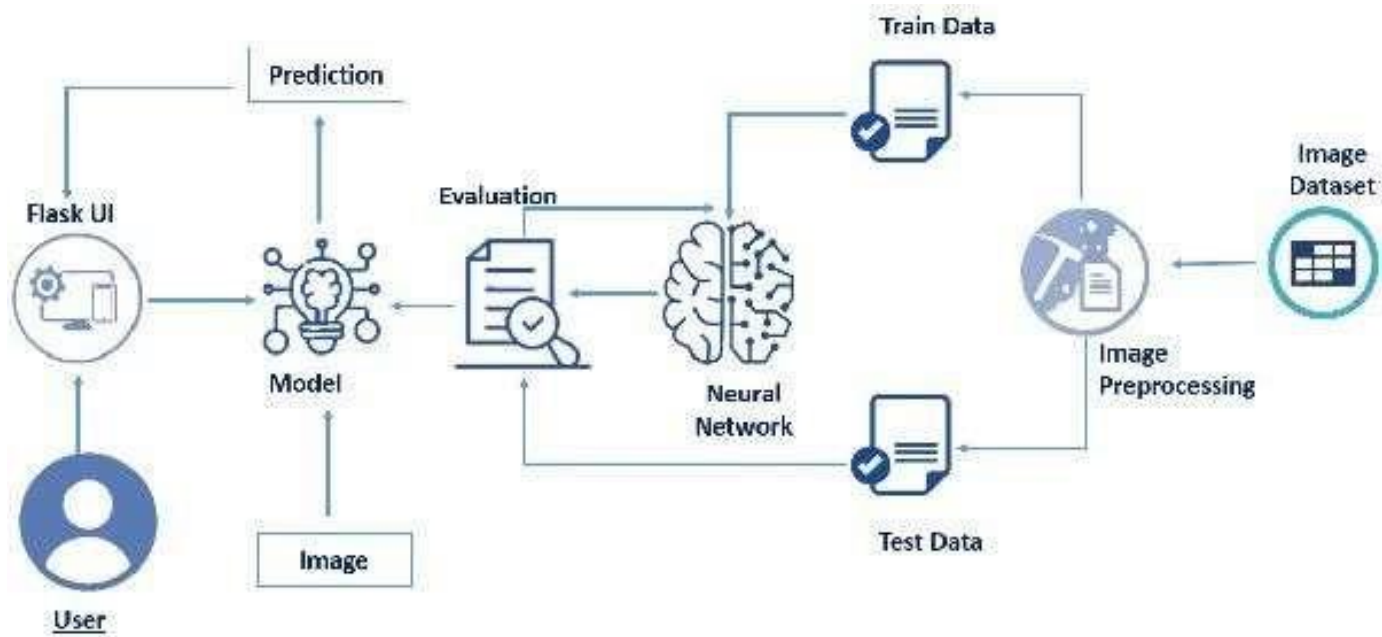 Train Data
Prediction
Image
Dataset
Evaluation
Flask UI
Image
Preprocessing
Model
Neural
Network
Test Data
Image
User